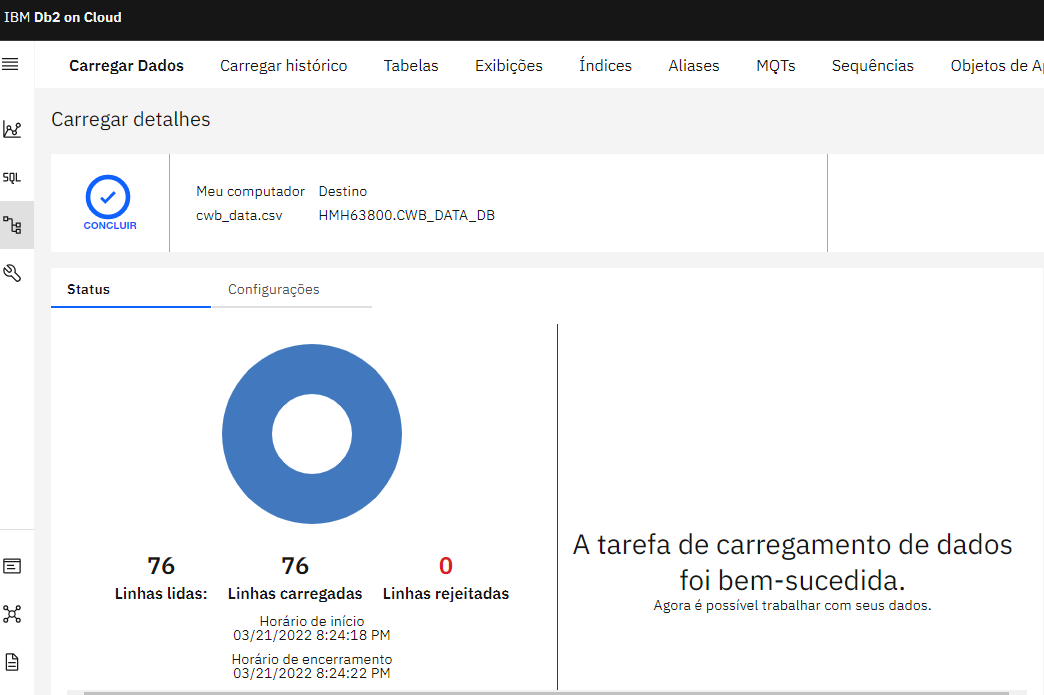 IBM Db2 on Cloud
Carregar Dados Carregar histórico Tabelas Exibições Índices Aliases MQTs Sequências Objetos de Ap
SQL
Carregar detalhes
CONCLUIR
Meu computador Destino
cwb_data.csv HMH63800.CWB_DATA_DB
Status Configurações
76 76 0
Linhas lidas: Linhas carregadas Linhas rejeitadas
Horário de início
03/21/2022 8:24:18 PM
Horário de encerramento
03/21/2022 8:24:22 PM
A tarefa de carregamento de dados
foi bem-sucedida.
Agora é possível trabalhar com seus dados.